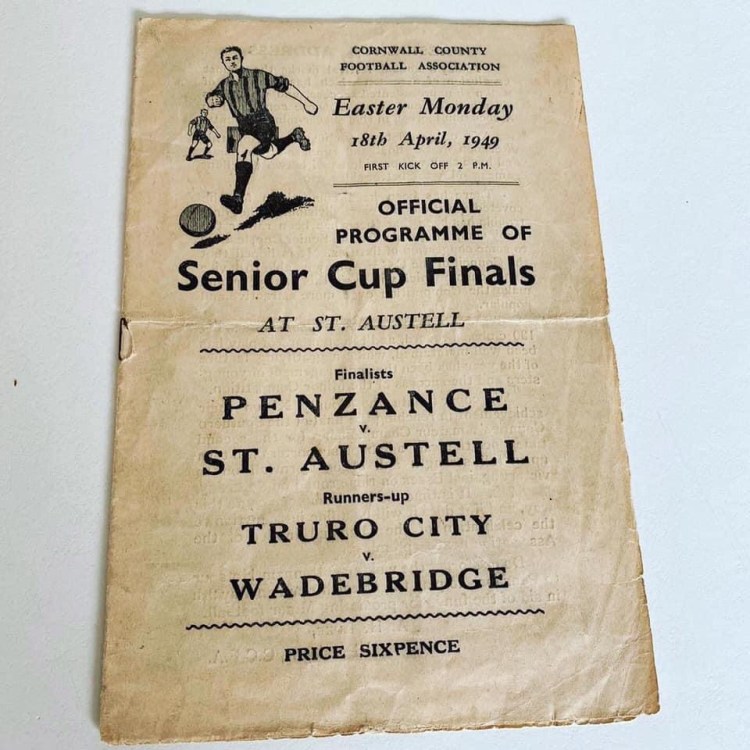 CORNWALL COUNTY
FOOTBALL ASSOCIATION
Easter Monday
18th April, 1949
FIRST KICK OFF 2 P.M.
OFFICIAL
PROGRAMME OF
Senior Cup Finals
AT ST. AUSTELL
Finalists
PENZANCE
v.
ST. AUSTELL
Runners-up
TRURO CITY
v.
WADEBRIDGE
PRICE SIXPENCE